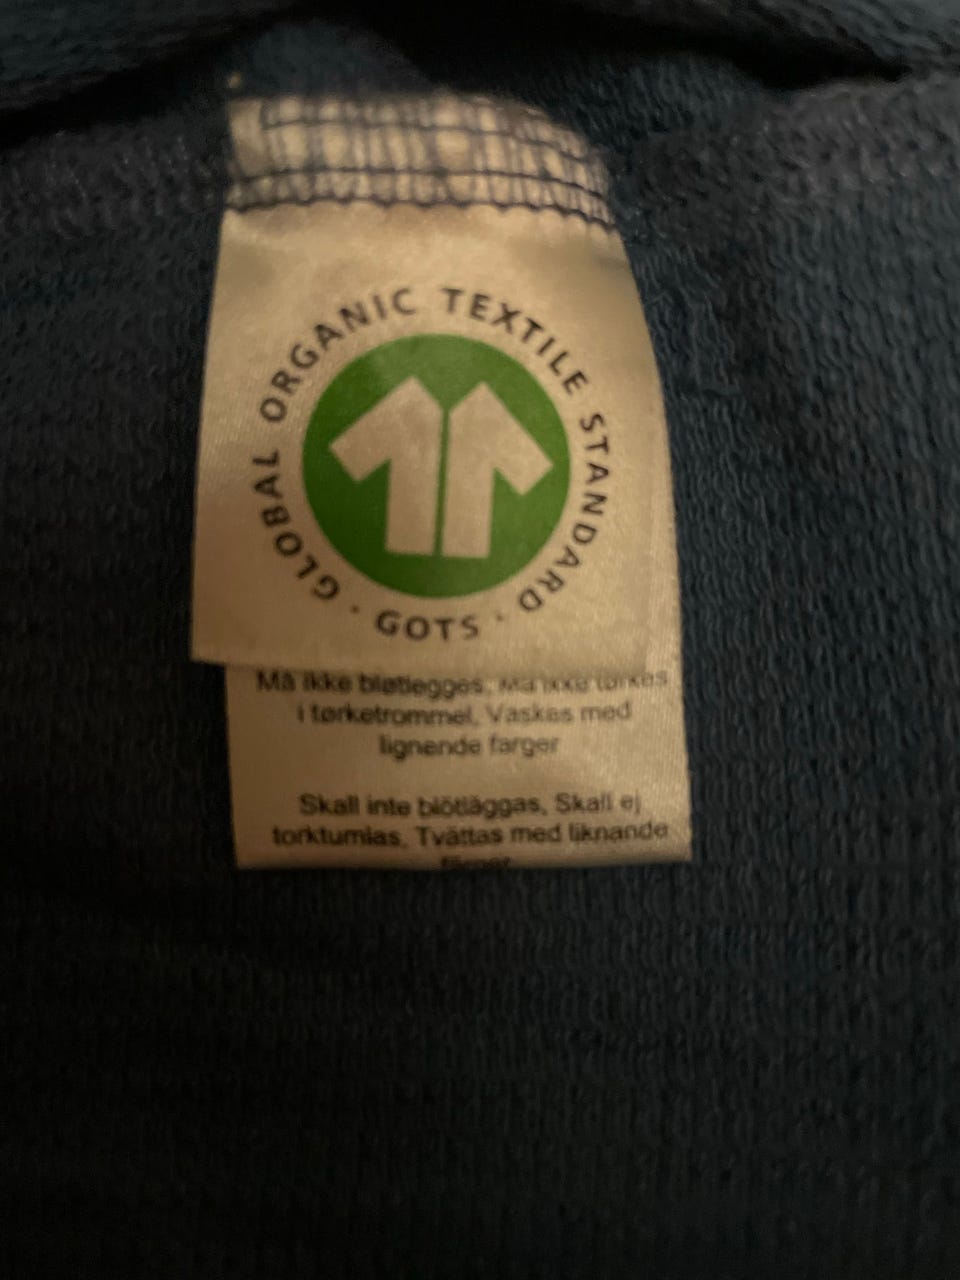 GLOBAL ORGANIC TEXTILE STANDARD · GOTS ·
Må ikke bløtlegges. Må ikke tørkes
i tørketrommel. Vaskes med
lignende farger
Skall inte blötläggas. Skall ej
torktumlas. Tvättas med liknande
färger